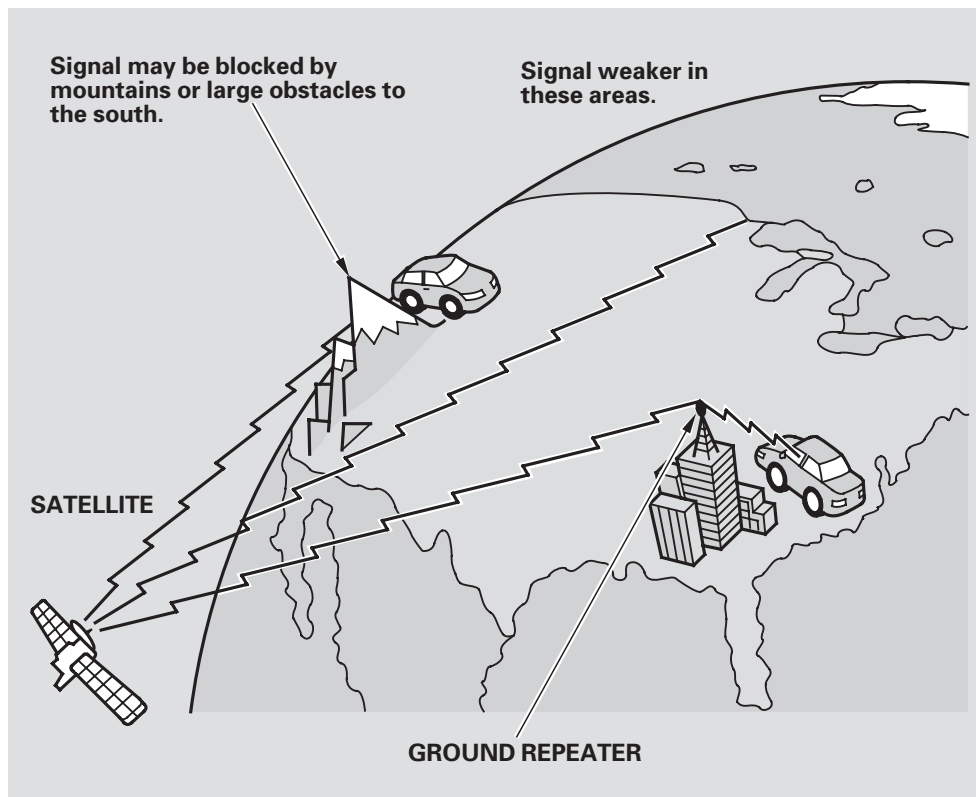 Signal may be blocked by
mountains or large obstacles to
the south.
Signal weaker in
these areas.
SATELLITE
GROUND REPEATER